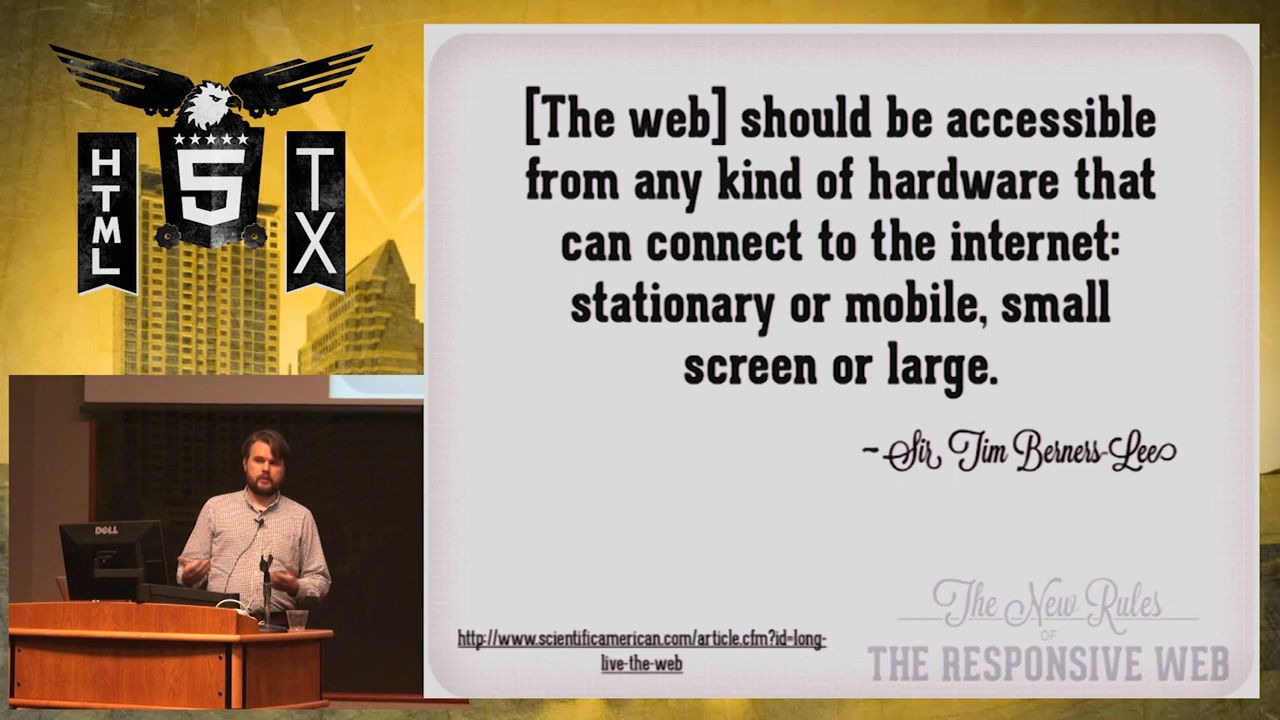 HTML
5
TX
[The web] should be accessible
from any kind of hardware that
can connect to the internet:
stationary or mobile, small
screen or large.
~Sir Tim Berners-Lee
http://www.scientificamerican.com/article.cfm?id=long-
live-the-web
The New Rules
OF
THE RESPONSIVE WEB
DELL